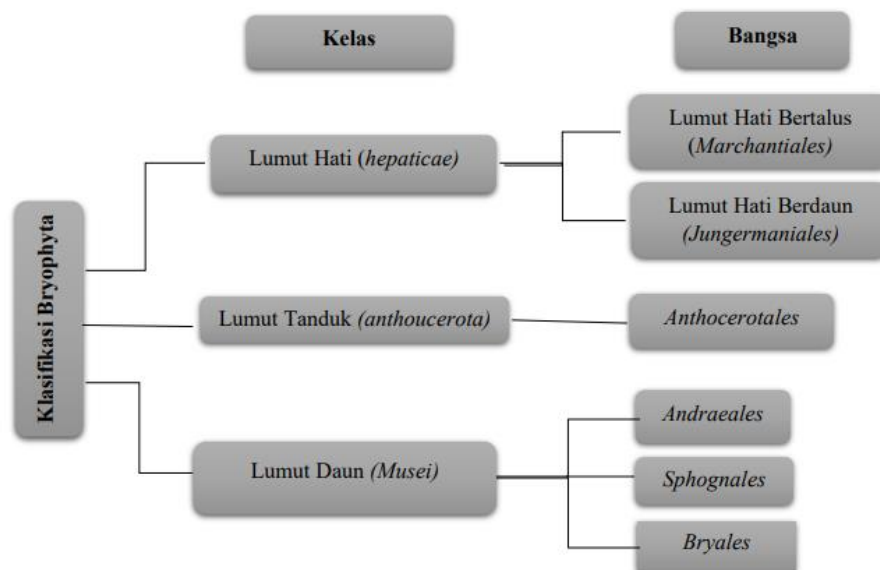 Kelas
Bangsa
Klasifikasi Bryophyta
Lumut Hati (hepaticae)
Lumut Hati Bertalus
(Marchantiales)
Lumut Hati Berdaun
(Jungermaniales)
Lumut Tanduk (anthoucerota)
Anthocerotales
Lumut Daun (Musei)
Andraeales
Sphognales
Bryales